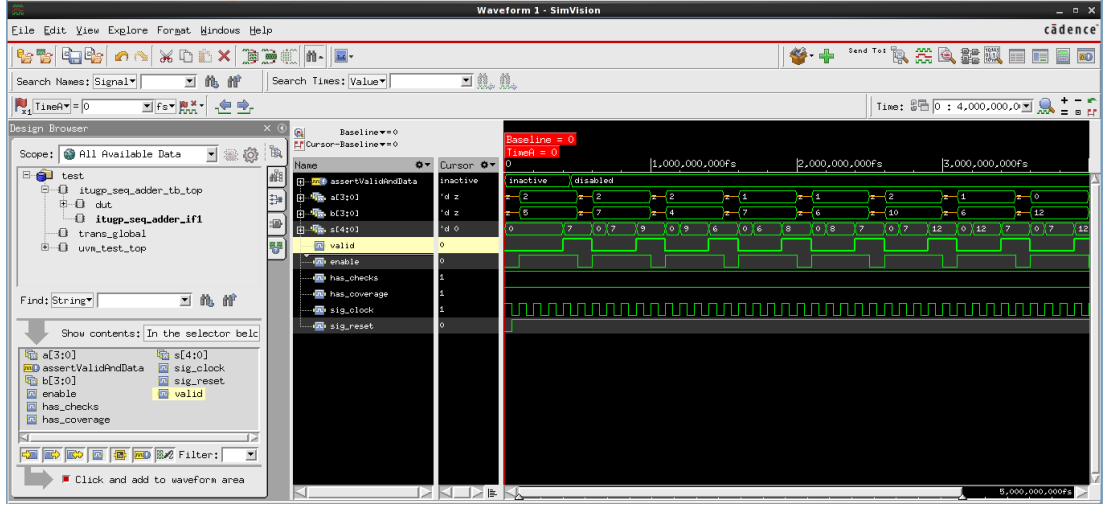 Waveform 1 - SimVision
File Edit View Explore Format Windows Help
cādence
Send To:
Search Names: Signal
Search Times: Value
TimeA = 0 fs
Time: 0 : 4,000,000,0
Design Browser
Scope: All Available Data
test
itugp_seq_adder_tb_top
dut
itugp_seq_adder_if1
trans_global
uvm_test_top
Find: String
Show contents: In the selector belc
a[3:0]
assertValidAndData
b[3:0]
enable
has_checks
has_coverage
s[4:0]
sig_clock
sig_reset
valid
Filter:
Click and add to waveform area
Baseline = 0
Cursor-Baseline = 0
Name Cursor
assertValidAndData inactive
a[3:0] 'd z
b[3:0] 'd z
s[4:0] 'd 0
valid 0
enable 0
has_checks 1
has_coverage 1
sig_clock 1
sig_reset 0
Baseline = 0
TimeA = 0
0 1,000,000,000fs 2,000,000,000fs 3,000,000,000fs
inactive disabled
2 2 2 1 1 2 1 0
5 7 4 7 6 10 6 12
0 7 0 7 9 0 9 6 0 6 8 0 8 7 0 7 12 0 12 7 0 7 12
5,000,000,000fs